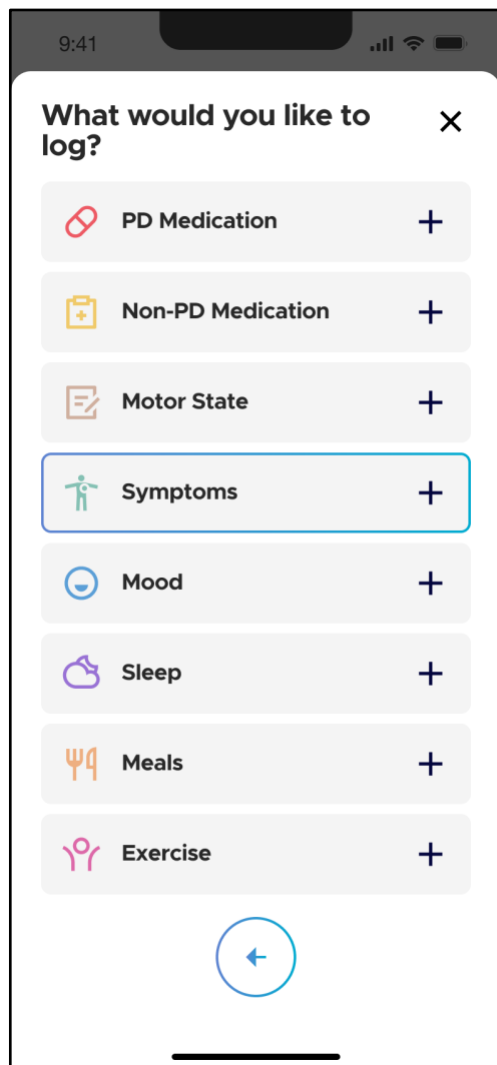 9:41
What would you like to
log?
PD Medication
Non-PD Medication
Motor State
Symptoms
Mood
Sleep
Meals
Exercise